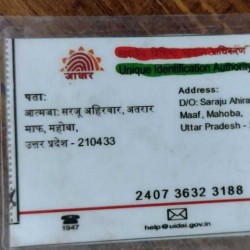 Unique Identification Authority
आधार
पता:
आत्मजा: सरजू अहिरवार, अतरार
माफ, महोबा,
उत्तर प्रदेश - 210433
Address:
D/O: Saraju Ahira
Maaf, Mahoba,
Uttar Pradesh -
2407 3632 3188
1947
help@uidai.gov.in